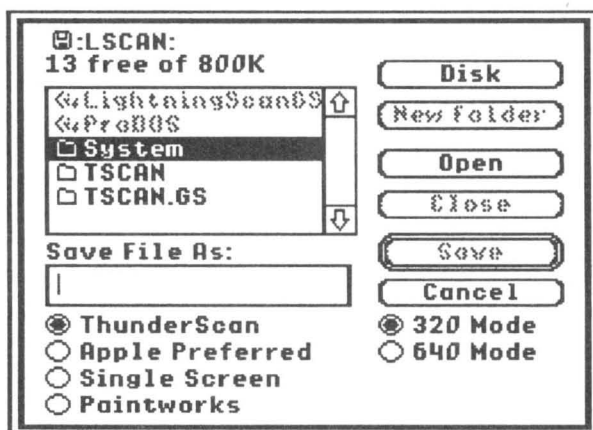 :LSCAN:
13 free of 800K
LightningScanGS
ProDOS
System
TSCAN
TSCAN.GS
Save File As:
ThunderScan
Apple Preferred
Single Screen
Paintworks
Disk
New Folder
Open
Close
Save
Cancel
320 Mode
640 Mode